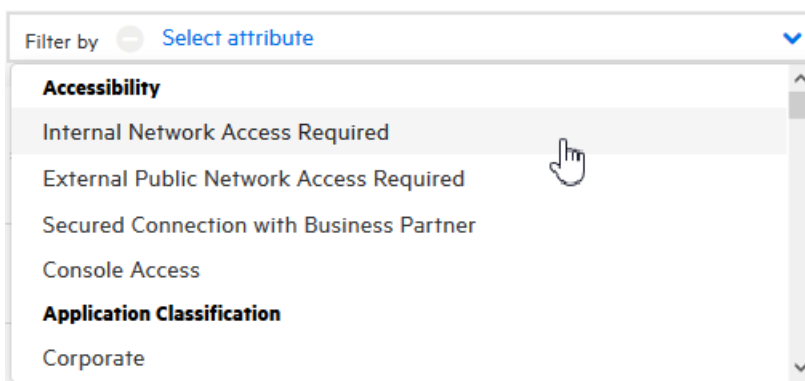 Filter by Select attribute
Accessibility
Internal Network Access Required
External Public Network Access Required
Secured Connection with Business Partner
Console Access
Application Classification
Corporate